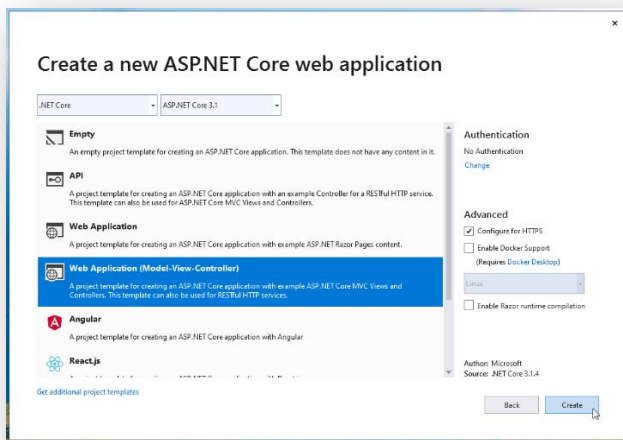 Create a new ASP.NET Core web application
.NET Core
ASP.NET Core 3.1
Empty
An empty project template for creating an ASP.NET Core application. This template does not have any content in it.
API
A project template for creating an ASP.NET Core application with an example Controller for a RESTful HTTP service.
This template can also be used for ASP.NET Core MVC Views and Controllers.
Web Application
A project template for creating an ASP.NET Core application with example ASP.NET Razor Pages content.
Web Application (Model-View-Controller)
A project template for creating an ASP.NET Core application with example ASP.NET Core MVC Views and
Controllers. This template can also be used for RESTful HTTP services.
Angular
A project template for creating an ASP.NET Core application with Angular
React.js
Get additional project templates
Authentication
No Authentication
Change
Advanced
Configure for HTTPS
Enable Docker Support
(Requires Docker Desktop)
Linux
Enable Razor runtime compilation
Author: Microsoft
Source: .NET Core 3.1.4
Back
Create